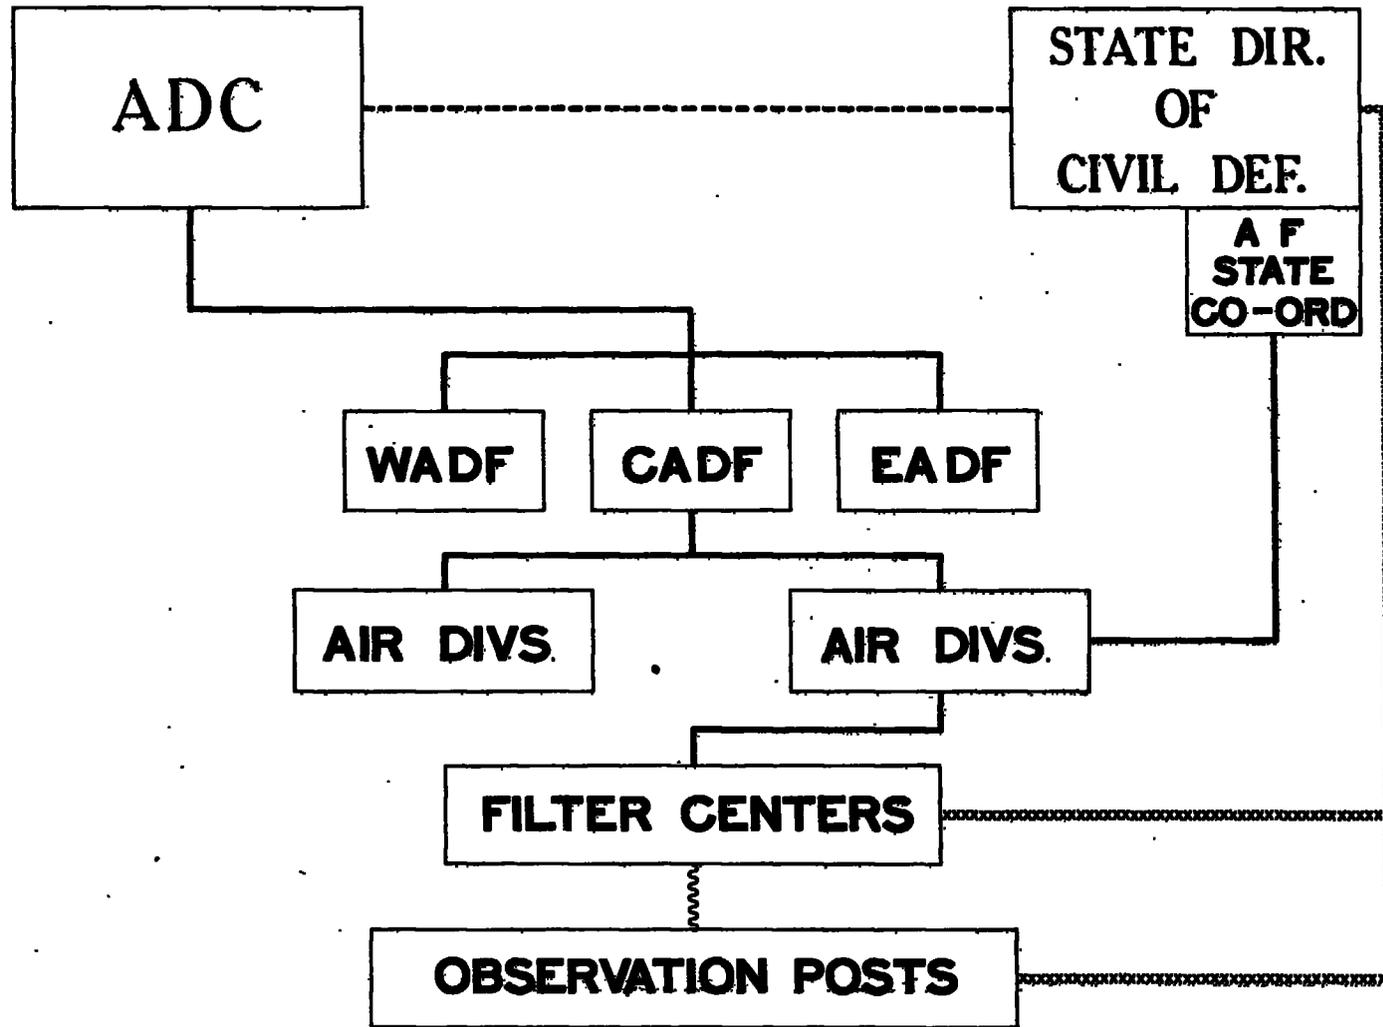 ADC
STATE DIR.
OF
CIVIL DEF.
A F
STATE
CO-ORD
WADF
CADF
EADF
AIR DIVS.
AIR DIVS.
FILTER CENTERS
OBSERVATION POSTS